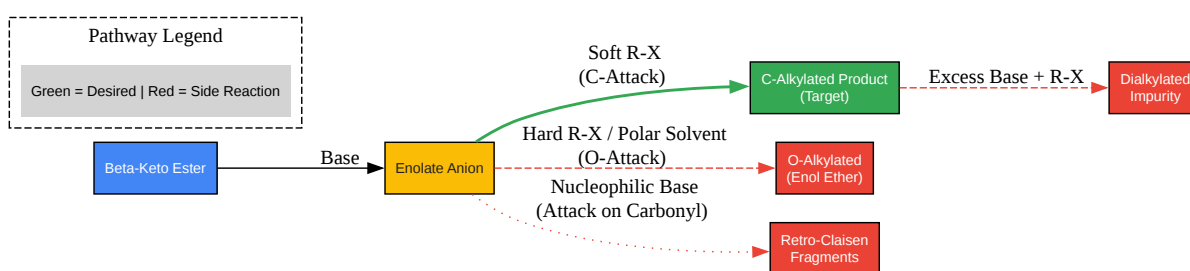 Pathway Legend
Green = Desired | Red = Side Reaction
Beta-Keto Ester
Base
Enolate Anion
Soft R-X
(C-Attack)
C-Alkylated Product
(Target)
Excess Base + R-X
Dialkylated
Impurity
Hard R-X / Polar Solvent
(O-Attack)
O-Alkylated
(Enol Ether)
Nucleophilic Base
(Attack on Carbonyl)
Retro-Claisen
Fragments